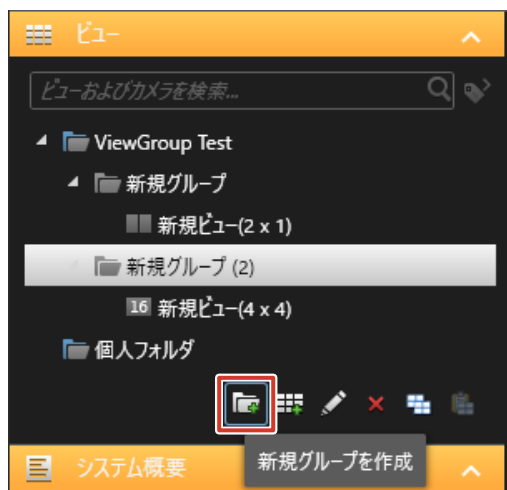 ビュー
ビューおよびカメラを検索...
ViewGroup Test
新規グループ
新規ビュー(2 x 1)
新規グループ (2)
16 新規ビュー(4 x 4)
個人フォルダ
新規グループを作成
システム概要